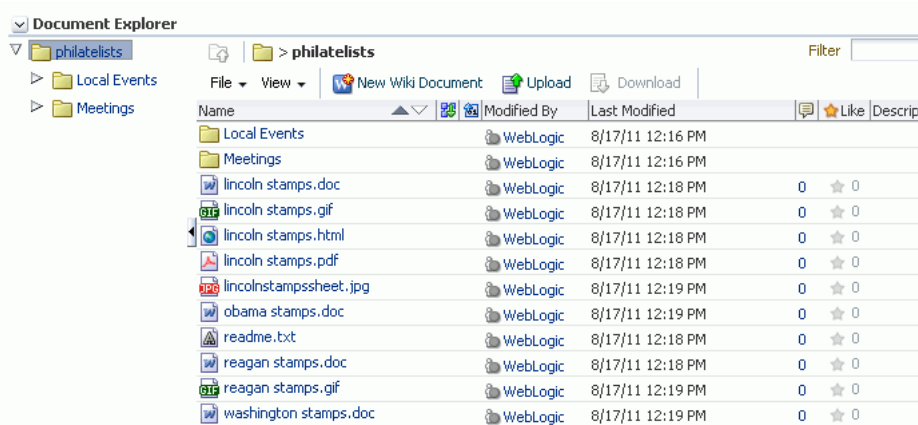 Document Explorer
philatelists
> philatelists
Filter
Local Events
Meetings
File View New Wiki Document Upload Download
Name Modified By Last Modified Like Descrip
Local Events WebLogic 8/17/11 12:16 PM
Meetings WebLogic 8/17/11 12:16 PM
lincoln stamps.doc WebLogic 8/17/11 12:18 PM 0 0
GIF lincoln stamps.gif WebLogic 8/17/11 12:18 PM 0 0
lincoln stamps.html WebLogic 8/17/11 12:18 PM 0 0
lincoln stamps.pdf WebLogic 8/17/11 12:18 PM 0 0
JPG lincolnstampssheet.jpg WebLogic 8/17/11 12:19 PM 0 0
obama stamps.doc WebLogic 8/17/11 12:19 PM 0 0
readme.txt WebLogic 8/17/11 12:18 PM 0 0
reagan stamps.doc WebLogic 8/17/11 12:18 PM 0 0
GIF reagan stamps.gif WebLogic 8/17/11 12:19 PM 0 0
washington stamps.doc WebLogic 8/17/11 12:19 PM 0 0